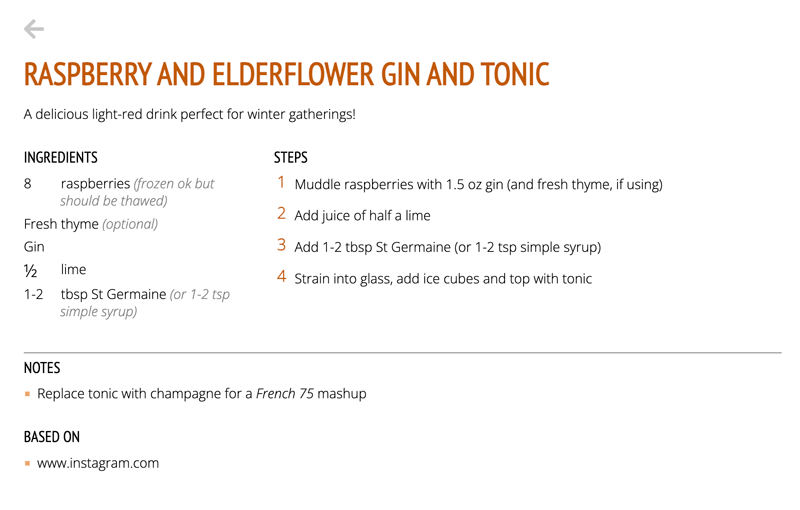 RASPBERRY AND ELDERFLOWER GIN AND TONIC
A delicious light-red drink perfect for winter gatherings!
INGREDIENTS
8 raspberries (frozen ok but
should be thawed)
Fresh thyme (optional)
Gin
½ lime
1-2 tbsp St Germaine (or 1-2 tsp
simple syrup)
STEPS
1 Muddle raspberries with 1.5 oz gin (and fresh thyme, if using)
2 Add juice of half a lime
3 Add 1-2 tbsp St Germaine (or 1-2 tsp simple syrup)
4 Strain into glass, add ice cubes and top with tonic
NOTES
Replace tonic with champagne for a French 75 mashup
BASED ON
www.instagram.com